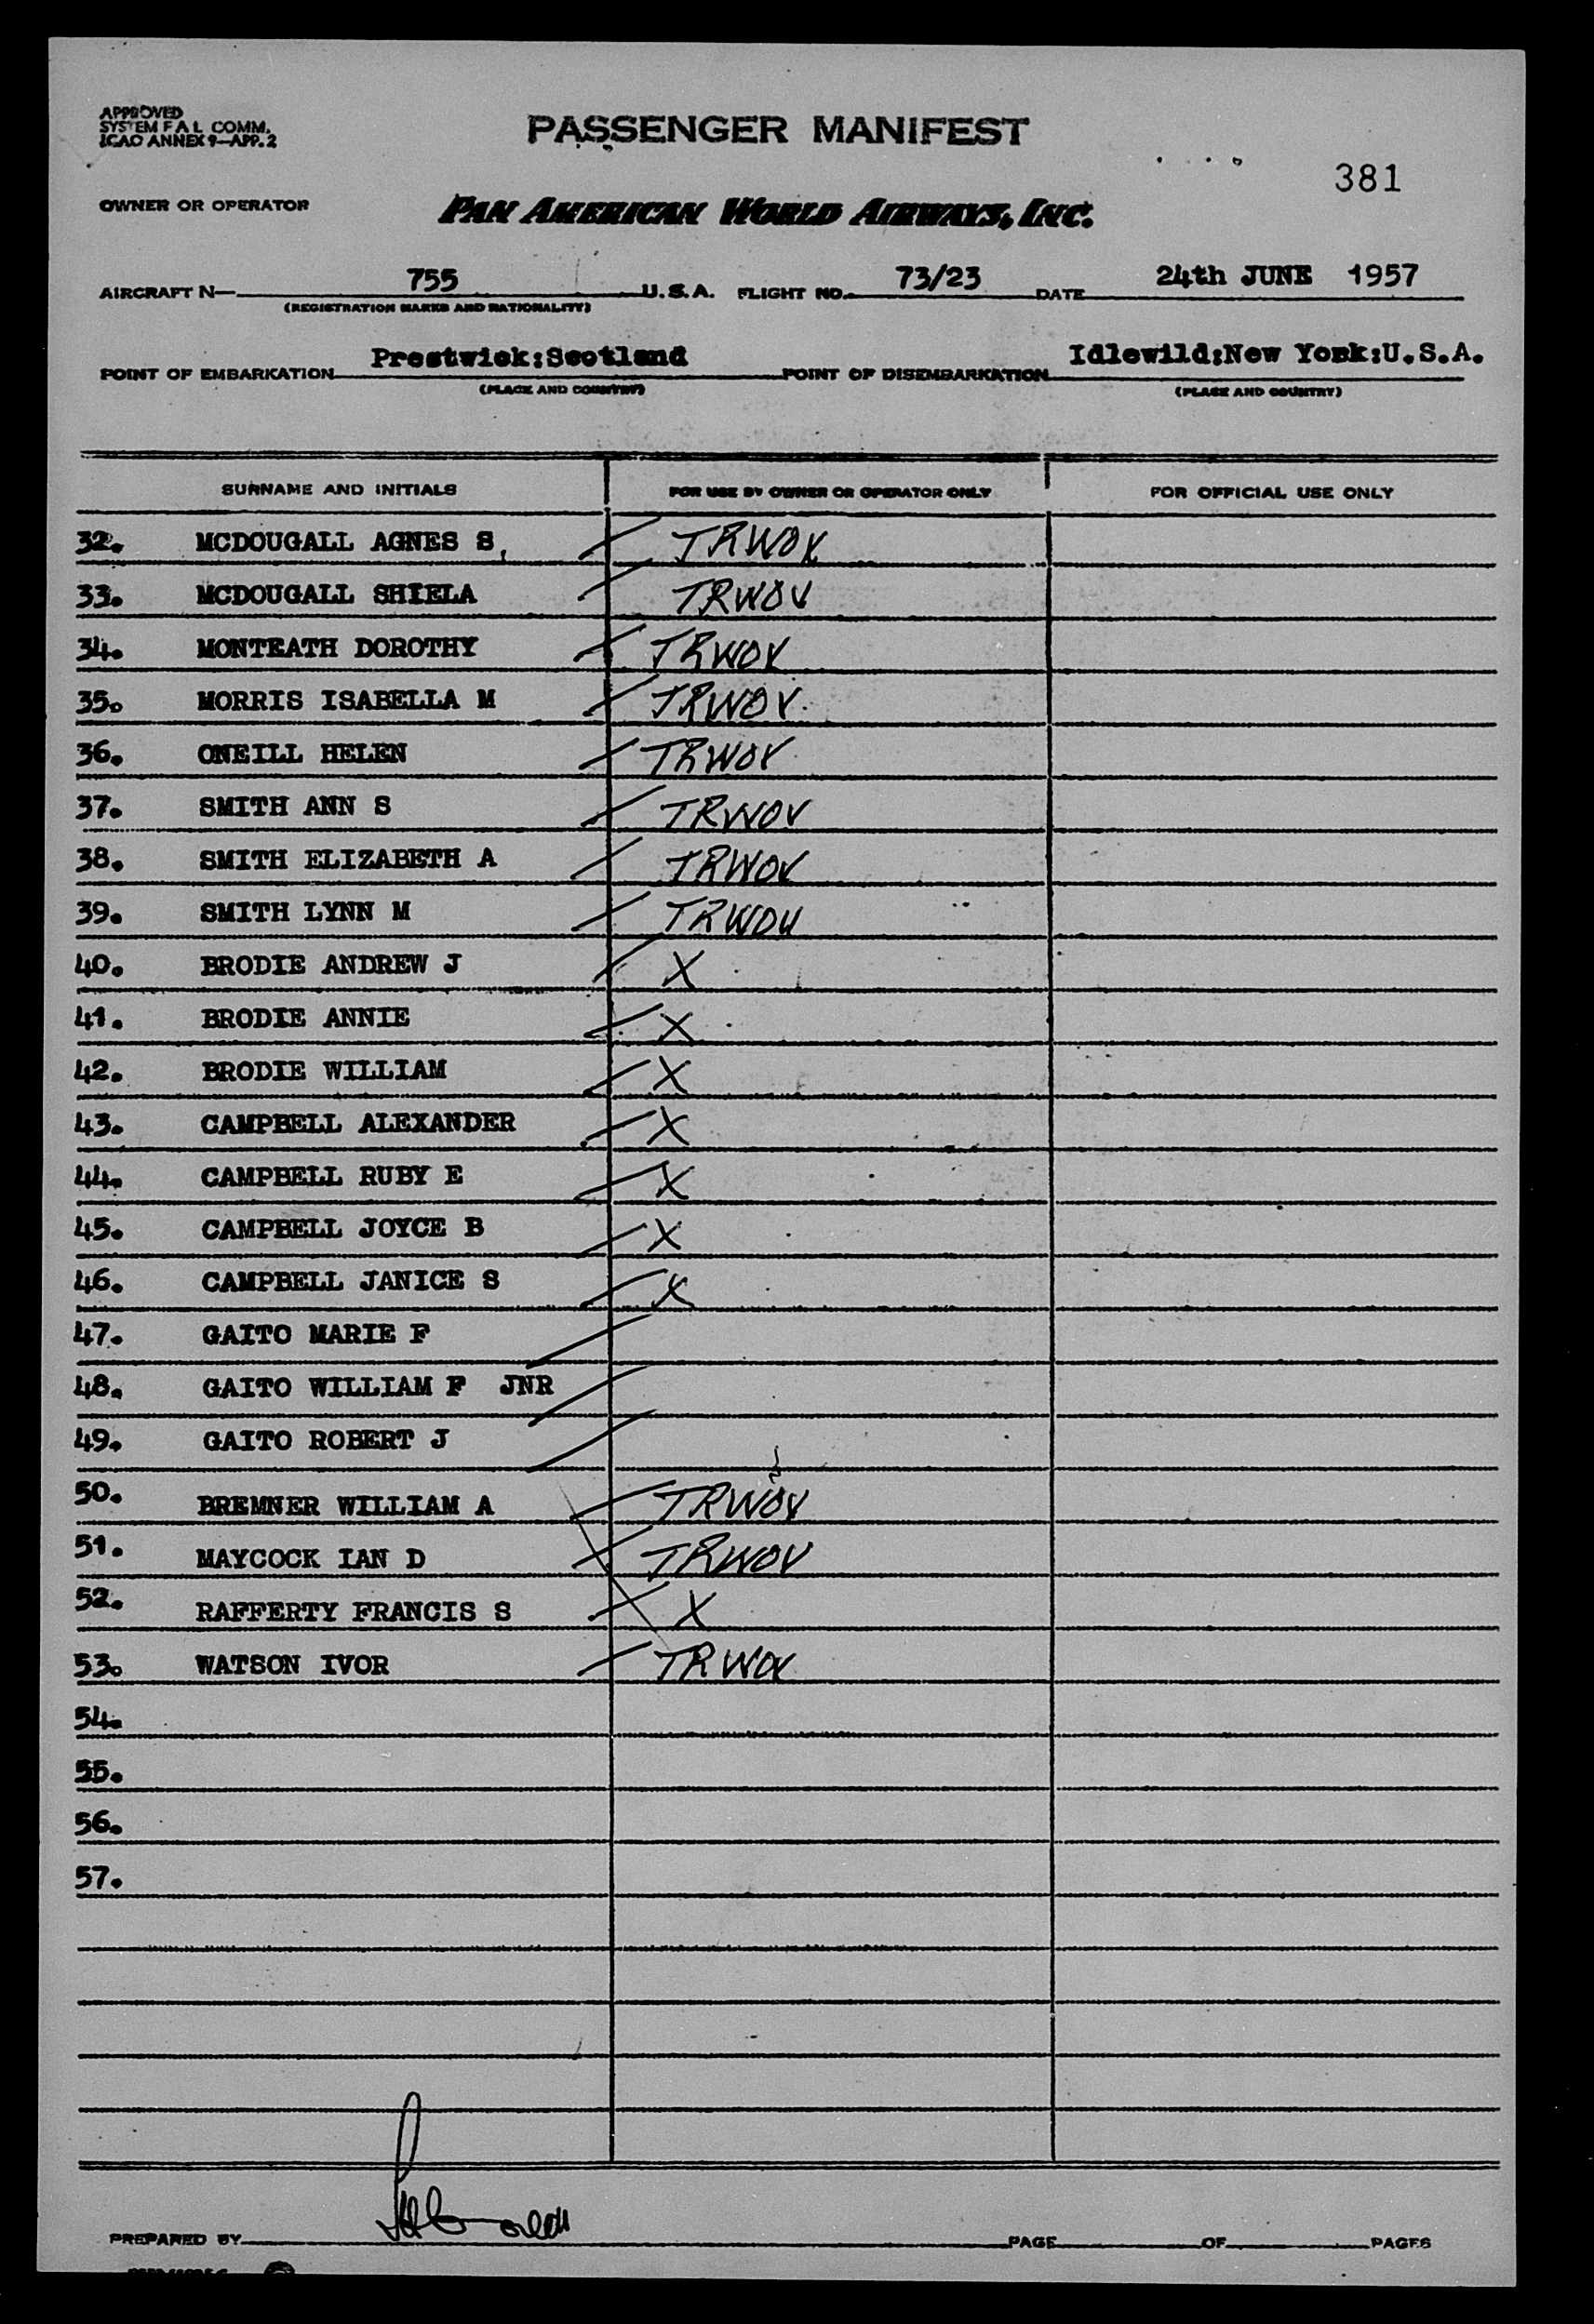 APPROVED
SYSTEM F A L COMM.
ICAO ANNEX 9—APP. 2
PASSENGER MANIFEST
381
OWNER OR OPERATOR
PAN AMERICAN WORLD AIRWAYS, INC.
AIRCRAFT N— 755 U.S.A. FLIGHT NO. 73/23 DATE 24th JUNE 1957
(REGISTRATION MARKS AND NATIONALITY)
POINT OF EMBARKATION Prestwick:Scotland POINT OF DISEMBARKATION Idlewild:New York:U.S.A.
(PLACE AND COUNTRY) (PLACE AND COUNTRY)
SURNAME AND INITIALS FOR USE BY OWNER OR OPERATOR ONLY FOR OFFICIAL USE ONLY
32. MCDOUGALL AGNES S, TRWOV
33. MCDOUGALL SHIELA TRWOV
34. MONTEATH DOROTHY TRWOV
35. MORRIS ISABELLA M TRWOV
36. ONEILL HELEN TRWOV
37. SMITH ANN S TRWOV
38. SMITH ELIZABETH A TRWOV
39. SMITH LYNN M TRWOV
40. BRODIE ANDREW J X
41. BRODIE ANNIE X
42. BRODIE WILLIAM X
43. CAMPBELL ALEXANDER X
44. CAMPBELL RUBY E X
45. CAMPBELL JOYCE B X
46. CAMPBELL JANICE S X
47. GAITO MARIE F
48. GAITO WILLIAM F JNR
49. GAITO ROBERT J
50. BREMNER WILLIAM A TRWOV
51. MAYCOCK IAN D TRWOV
52. RAFFERTY FRANCIS S X
53. WATSON IVOR TRWOV
54.
55.
56.
57.
PREPARED BY PAGE OF PAGES